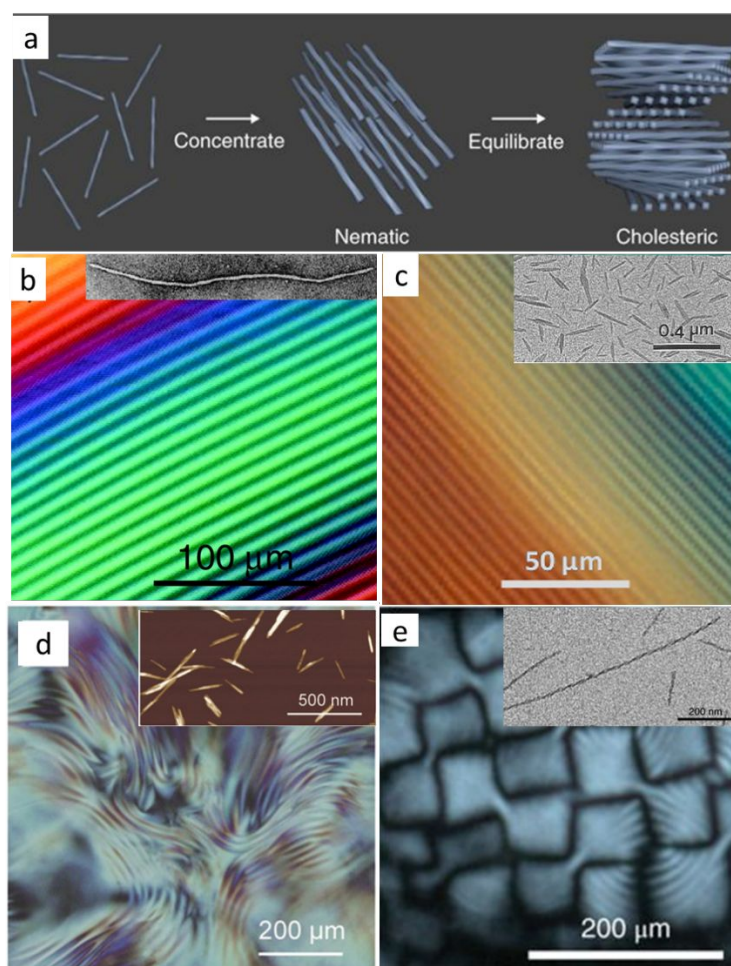 a
Concentrate
Equilibrate
Nematic
Cholesteric
b
100 µm
c
0.4 µm
50 µm
d
500 nm
200 µm
e
200 nm
200 µm